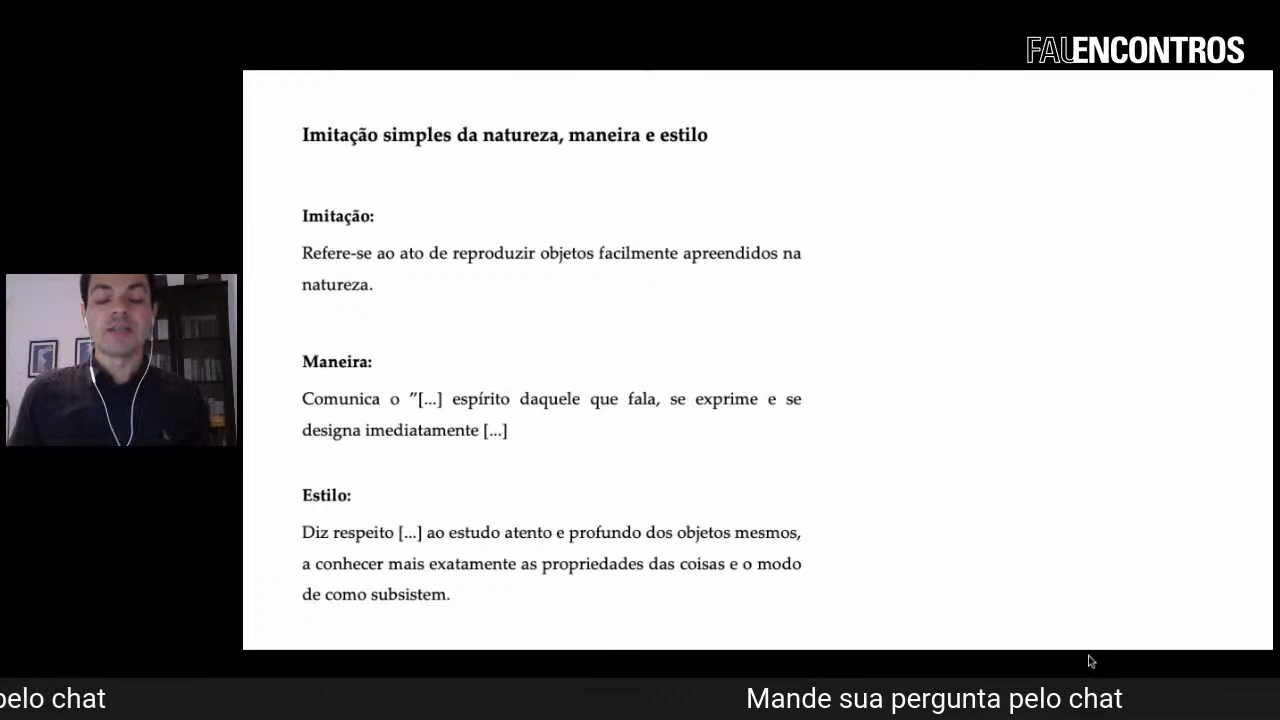 FAUENCONTROS
Imitação simples da natureza, maneira e estilo
Imitação:
Refere-se ao ato de reproduzir objetos facilmente apreendidos na
natureza.
Maneira:
Comunica o ”[...] espírito daquele que fala, se exprime e se
designa imediatamente [...]
Estilo:
Diz respeito [...] ao estudo atento e profundo dos objetos mesmos,
a conhecer mais exatamente as propriedades das coisas e o modo
de como subsistem.
pelo chat
Mande sua pergunta pelo chat